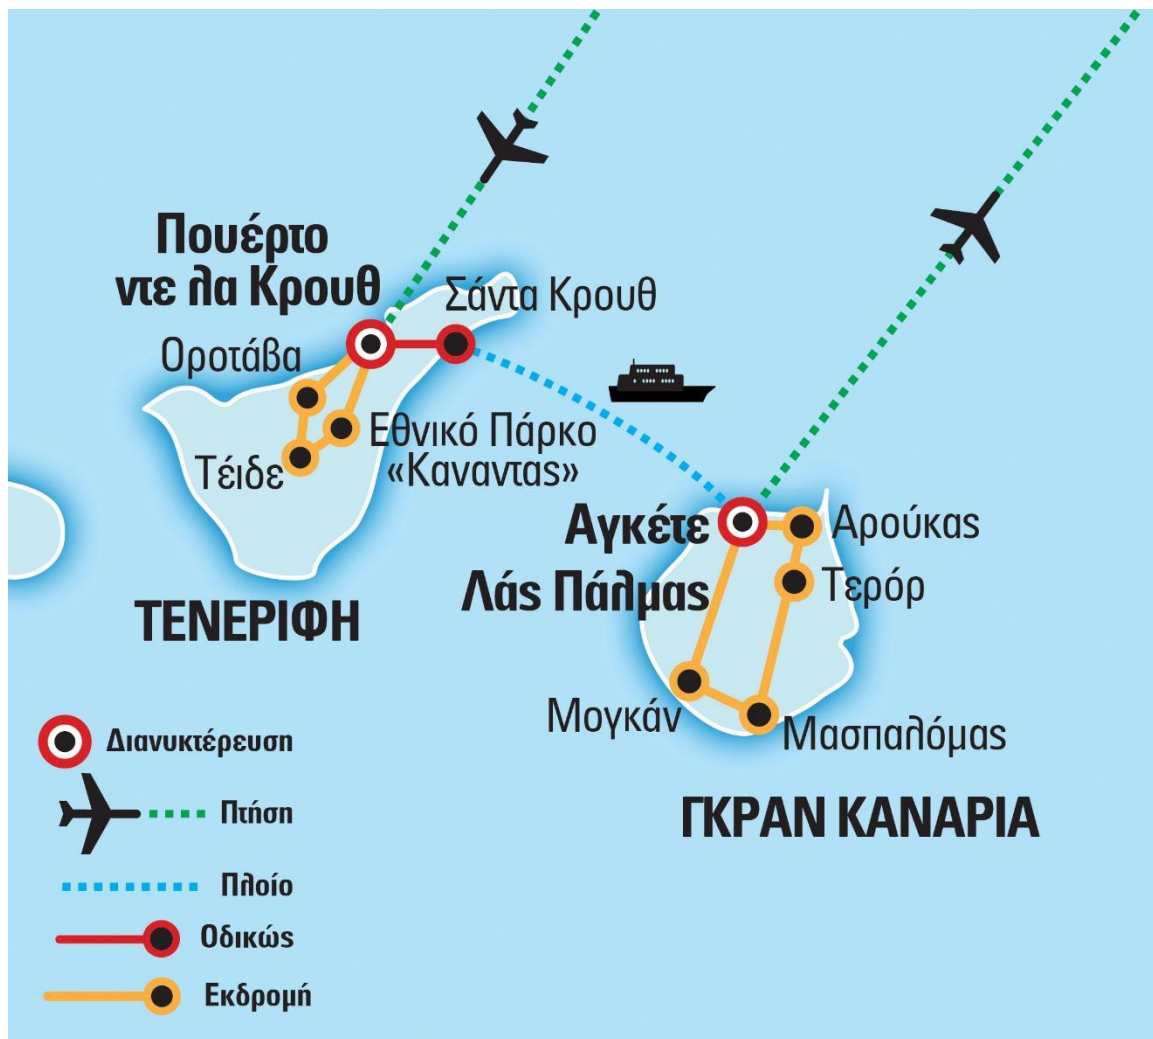 Πουέρτο
ντε λα Κρουθ
Σάντα Κρουθ
Οροτάβα
Εθνικό Πάρκο
«Καναντας»
Τέιδε
Αγκέτε
Αρούκας
Λάς Πάλμας
Τερόρ
ΤΕΝΕΡΙΦΗ
Μογκάν
Μασπαλόμας
ΓΚΡΑΝ ΚΑΝΑΡΙΑ
Διανυκτέρευση
Πτήση
Πλοίο
Οδικώς
Εκδρομή